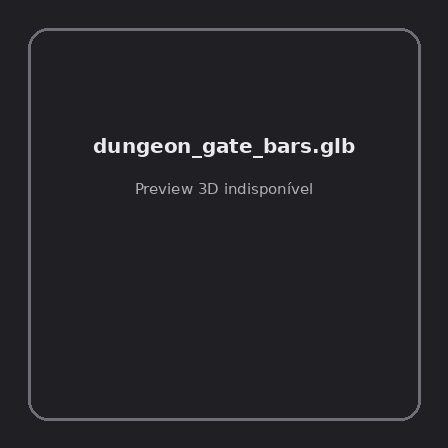 dungeon_gate_bars.glb
Preview 3D indisponível